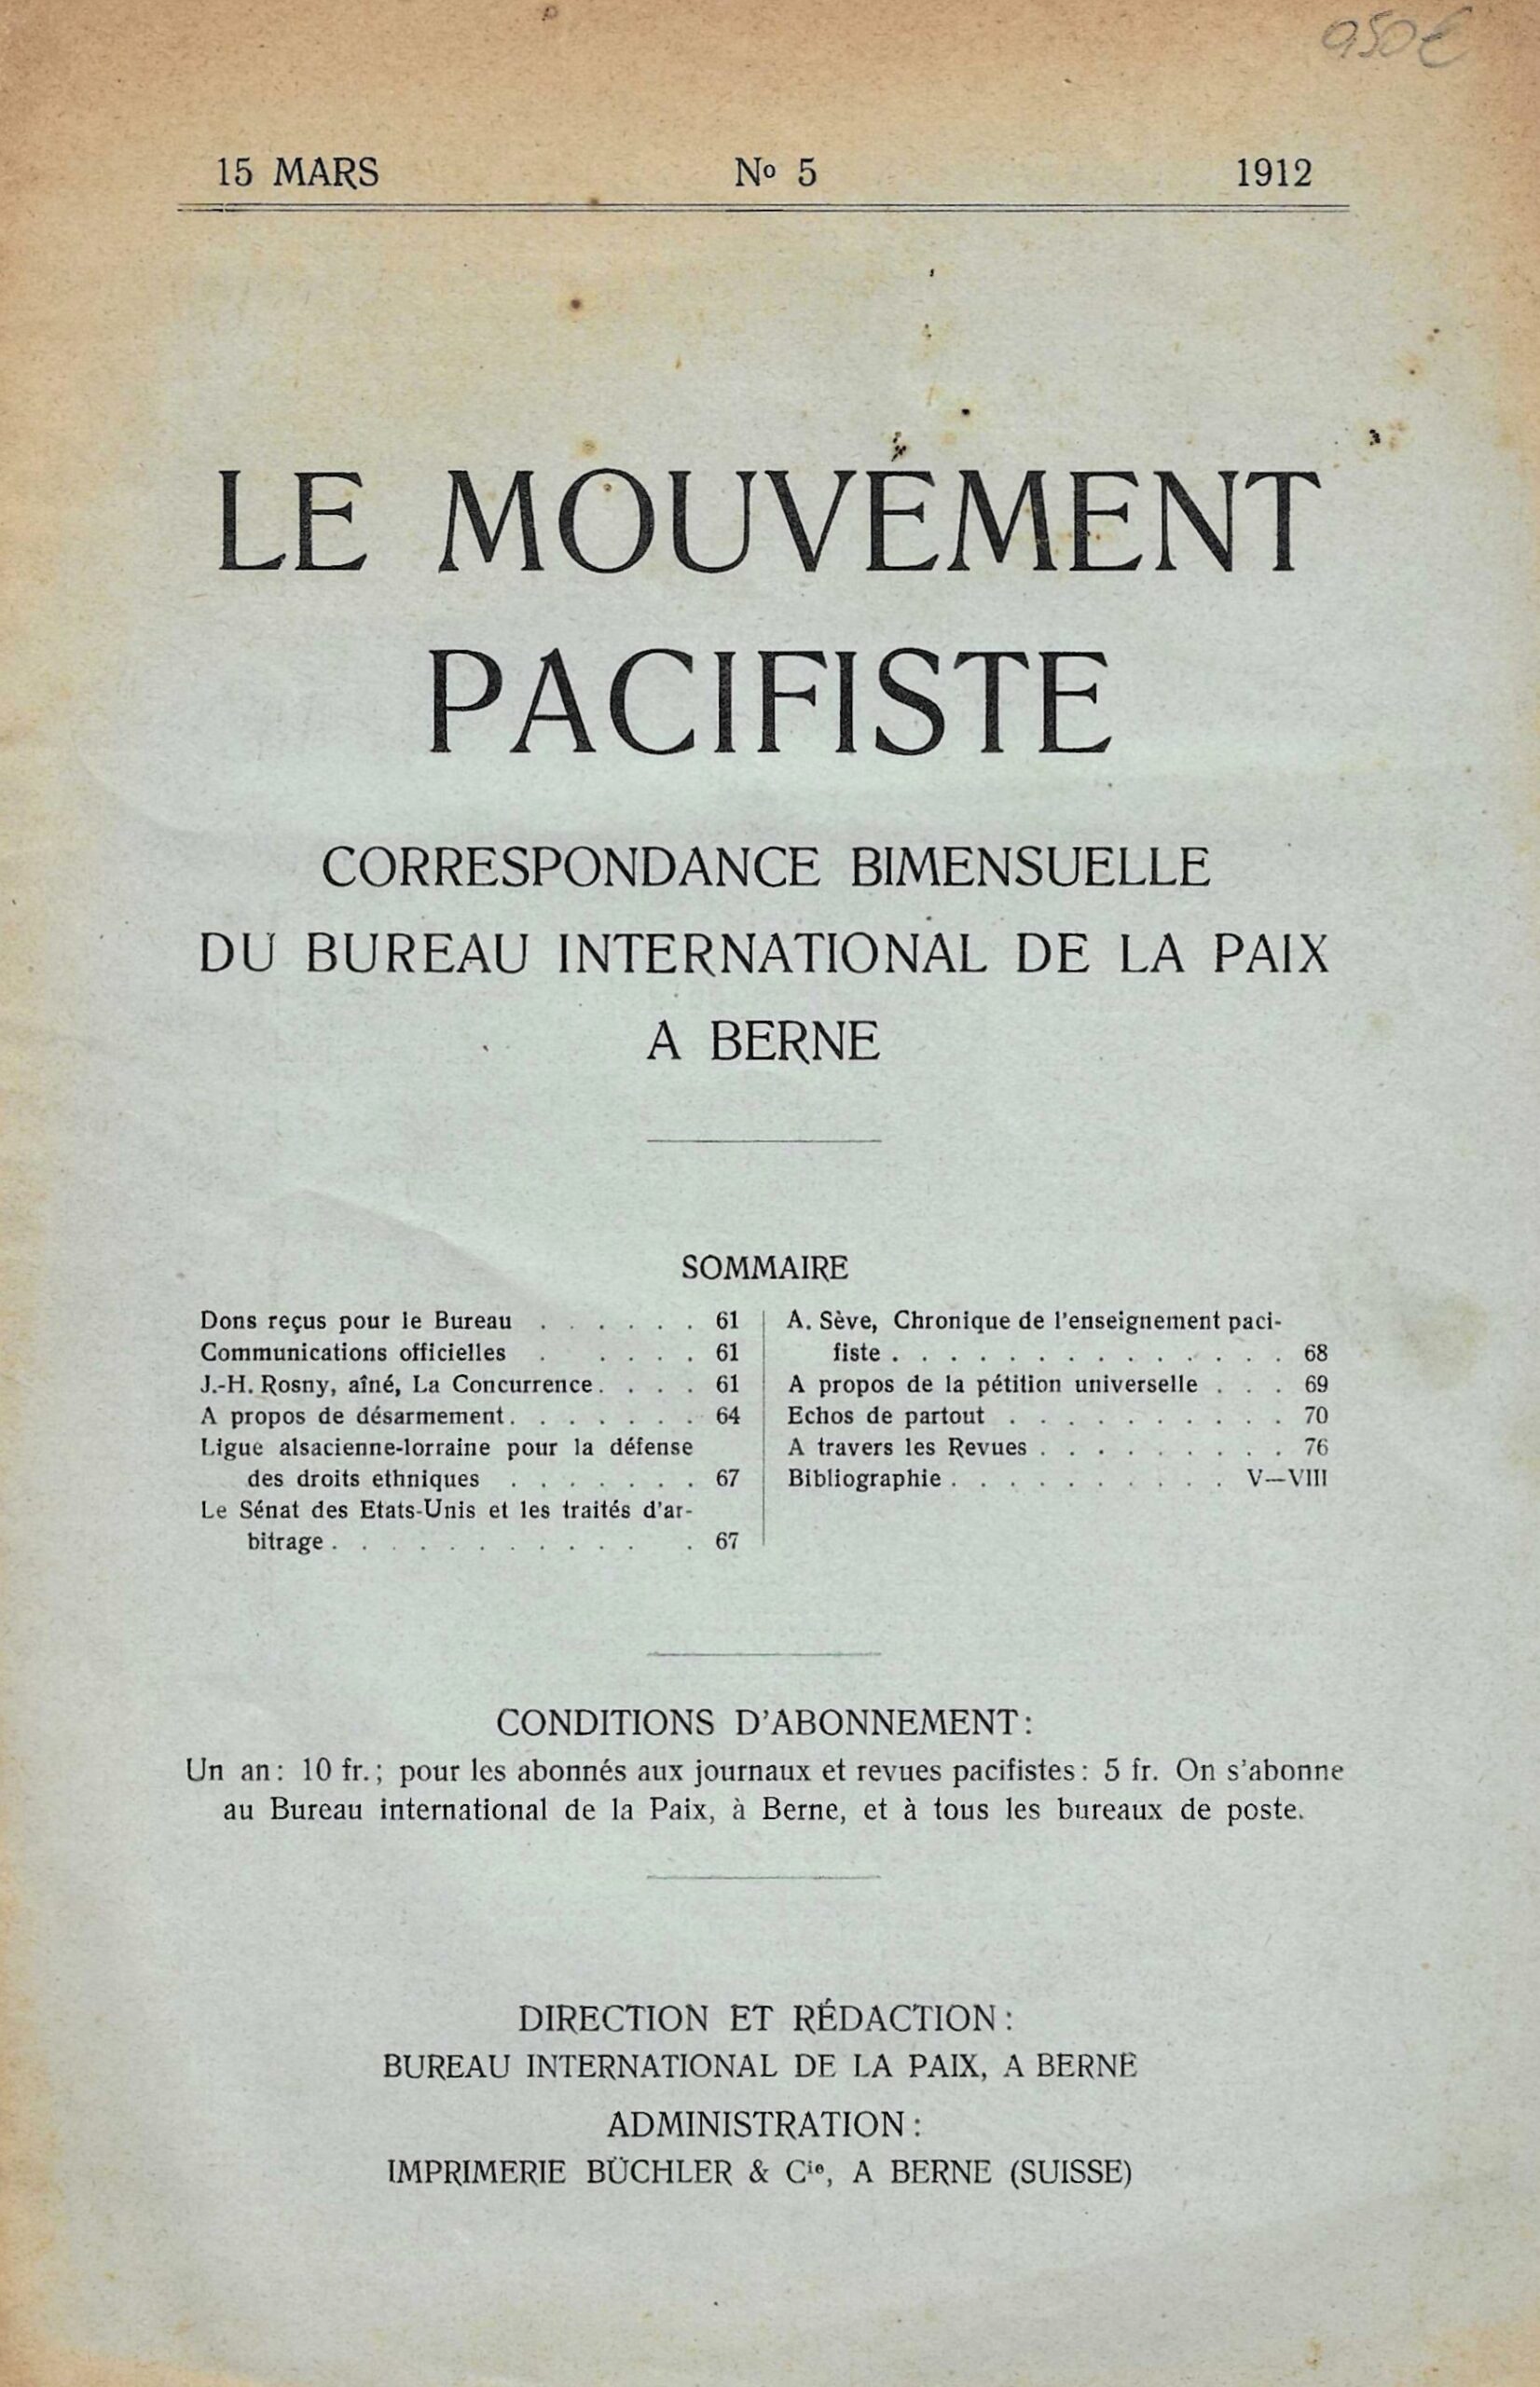 950€
15 MARS Nº 5 1912
LE MOUVEMENT
PACIFISTE
CORRESPONDANCE BIMENSUELLE
DU BUREAU INTERNATIONAL DE LA PAIX
A BERNE
SOMMAIRE
Dons reçus pour le Bureau . . . . . . 61
Communications officielles . . . . . 61
J.-H. Rosny, aîné, La Concurrence . . . . 61
A propos de désarmement . . . . . . . 64
Ligue alsacienne-lorraine pour la défense
des droits ethniques . . . . . . . 67
Le Sénat des Etats-Unis et les traités d'ar-
bitrage . . . . . . . . . . . . 67
A. Sève, Chronique de l'enseignement paci-
fiste . . . . . . . . . . . . . . 68
A propos de la pétition universelle . . . 69
Echos de partout . . . . . . . . . . 70
A travers les Revues . . . . . . . . . 76
Bibliographie . . . . . . . . . . V—VIII
CONDITIONS D'ABONNEMENT:
Un an: 10 fr.; pour les abonnés aux journaux et revues pacifistes: 5 fr. On s'abonne
au Bureau international de la Paix, à Berne, et à tous les bureaux de poste.
DIRECTION ET RÉDACTION:
BUREAU INTERNATIONAL DE LA PAIX, A BERNE
ADMINISTRATION:
IMPRIMERIE BÜCHLER & Cie, A BERNE (SUISSE)